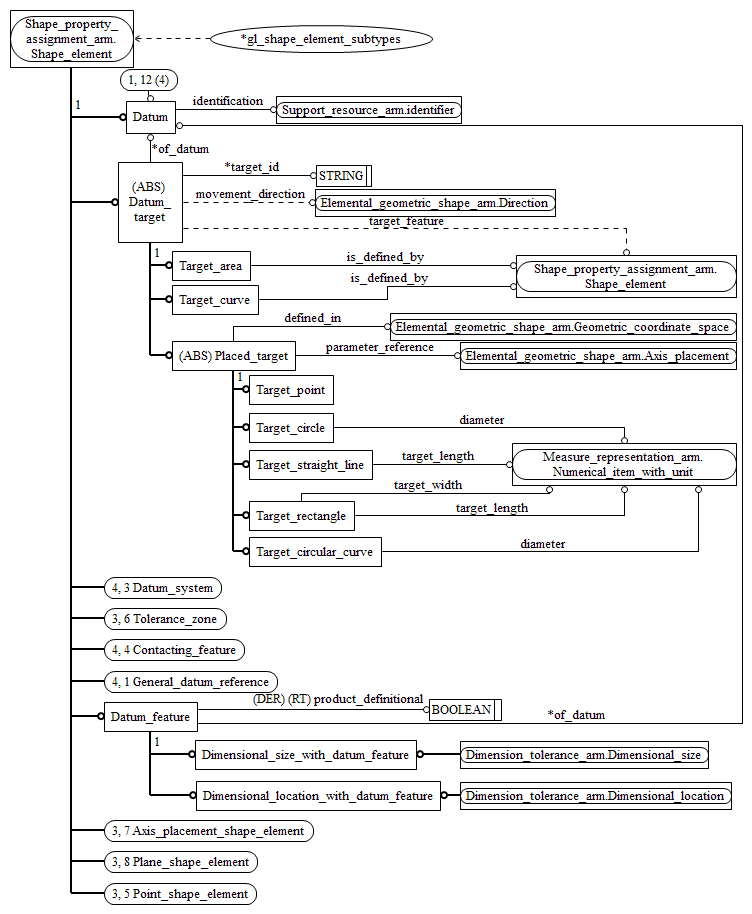 Shape_property_
assignment_arm.
Shape_element
*gl_shape_element_subtypes
1, 12 (4)
1
identification
Datum
Support_resource_arm.identifier
*of_datum
*target_id
(ABS)
Datum_
target
STRING
movement_direction
Elemental_geometric_shape_arm.Direction
target_feature
1
Target_area
is_defined_by
Shape_property_assignment_arm.
Shape_element
is_defined_by
Target_curve
defined_in
Elemental_geometric_shape_arm.Geometric_coordinate_space
parameter_reference
(ABS) Placed_target
Elemental_geometric_shape_arm.Axis_placement
1
Target_point
diameter
Target_circle
target_length
Measure_representation_arm.
Numerical_item_with_unit
Target_straight_line
target_width
target_length
Target_rectangle
diameter
Target_circular_curve
4, 3 Datum_system
3, 6 Tolerance_zone
4, 4 Contacting_feature
4, 1 General_datum_reference
(DER) (RT) product_definitional
BOOLEAN
Datum_feature
*of_datum
1
Dimensional_size_with_datum_feature
Dimension_tolerance_arm.Dimensional_size
Dimensional_location_with_datum_feature
Dimension_tolerance_arm.Dimensional_location
3, 7 Axis_placement_shape_element
3, 8 Plane_shape_element
3, 5 Point_shape_element